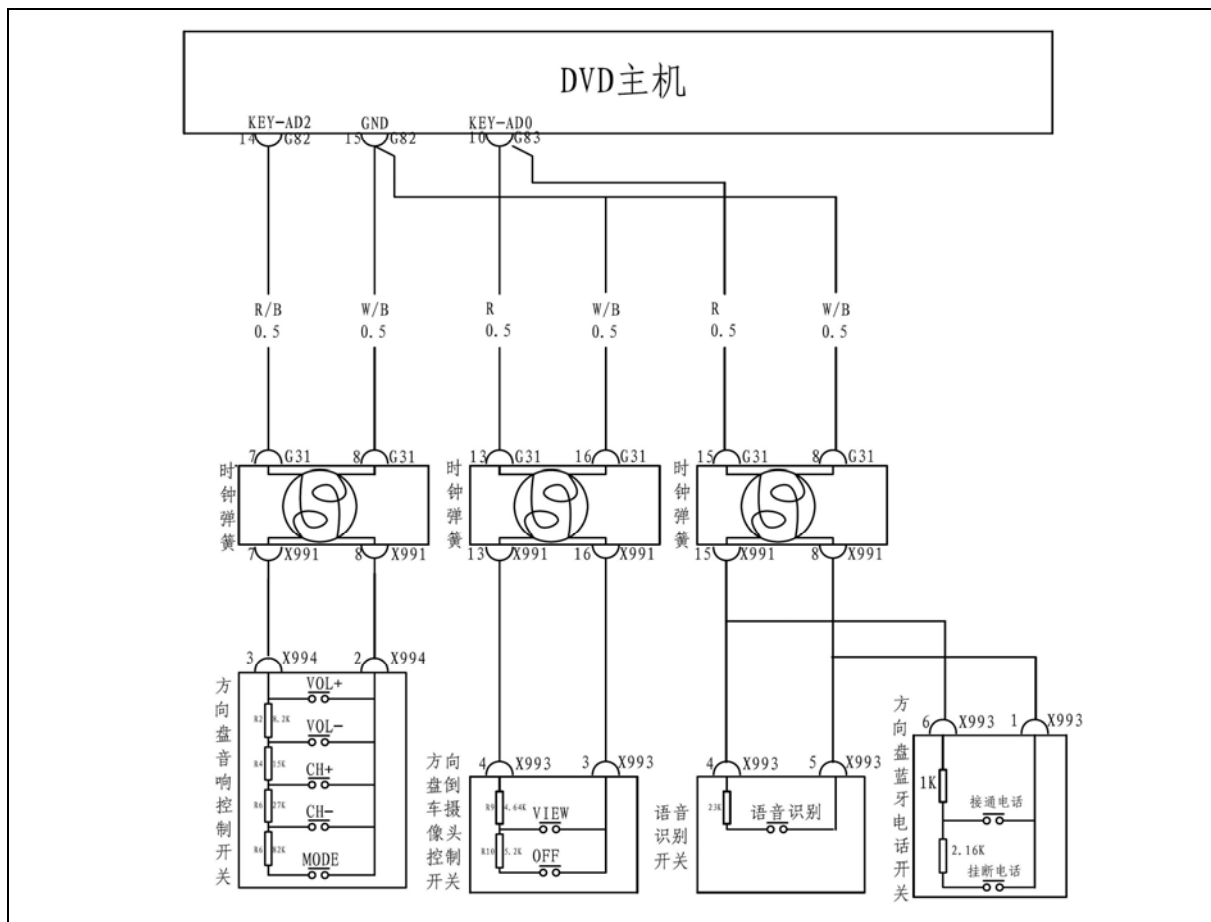 DVD主机
KEY-AD2 GND KEY-AD0
14 G82 15 G82 10 G83
R/B W/B R W/B R W/B
0.5 0.5 0.5 0.5 0.5 0.5
7 G31 8 G31 13 G31 16 G31 15 G31 8 G31
时钟弹簧 时钟弹簧 时钟弹簧
7 X991 8 X991 13 X991 16 X991 15 X991 8 X991
3 X994 2 X994
方向盘音响控制开关
VOL+
R2 8.2K
VOL-
R4 15K
CH+
R6 27K
CH-
R6 82K
MODE
4 X993 3 X993
方向盘倒车摄像头控制开关
R9 4.64K
VIEW
R10 5.2K
OFF
4 X993 5 X993
语音识别开关
23K
语音识别
6 X993 1 X993
方向盘蓝牙电话开关
1K
接通电话
2.16K
挂断电话